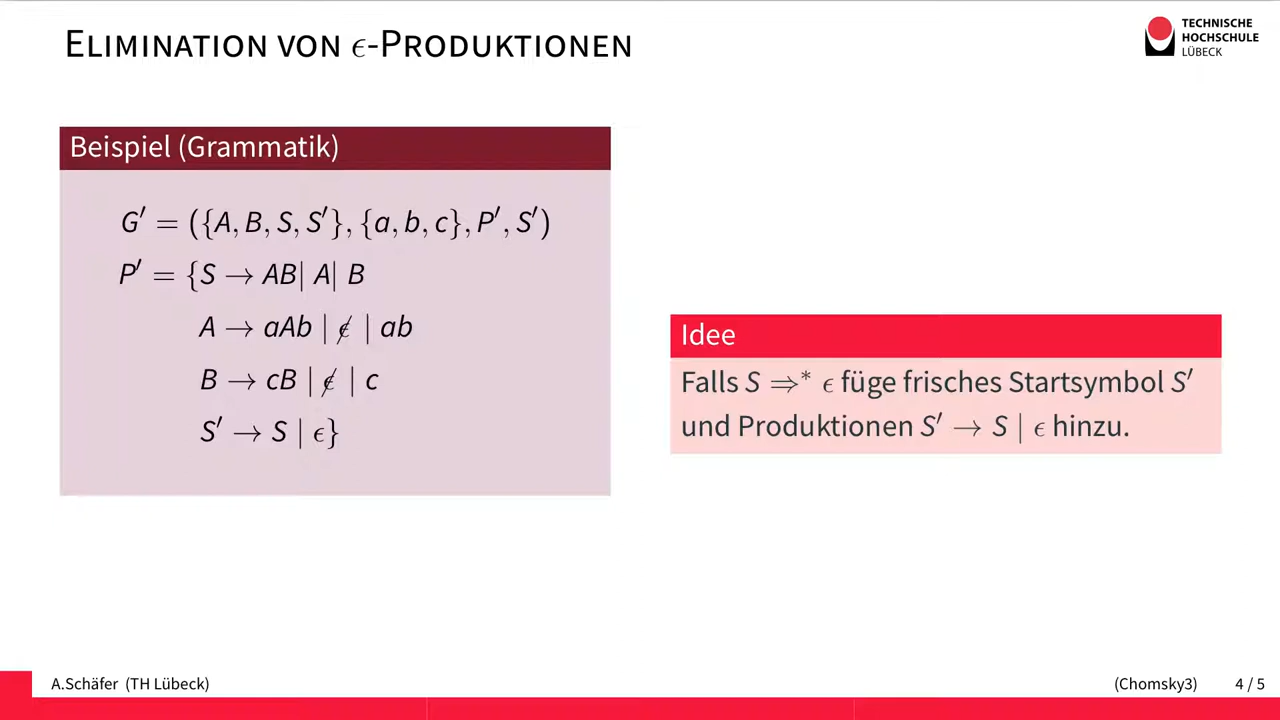 ELIMINATION VON ϵ-PRODUKTIONEN
TECHNISCHE
HOCHSCHULE
LÜBECK
Beispiel (Grammatik)
G′ = ({A, B, S, S′}, {a, b, c}, P′, S′)
P′ = {S → AB| A| B
A → aAb | ϵ̸ | ab
B → cB | ϵ̸ | c
S′ → S | ϵ}
Idee
Falls S ⇒* ϵ füge frisches Startsymbol S′
und Produktionen S′ → S | ϵ hinzu.
A.Schäfer (TH Lübeck)
(Chomsky3)
4 / 5